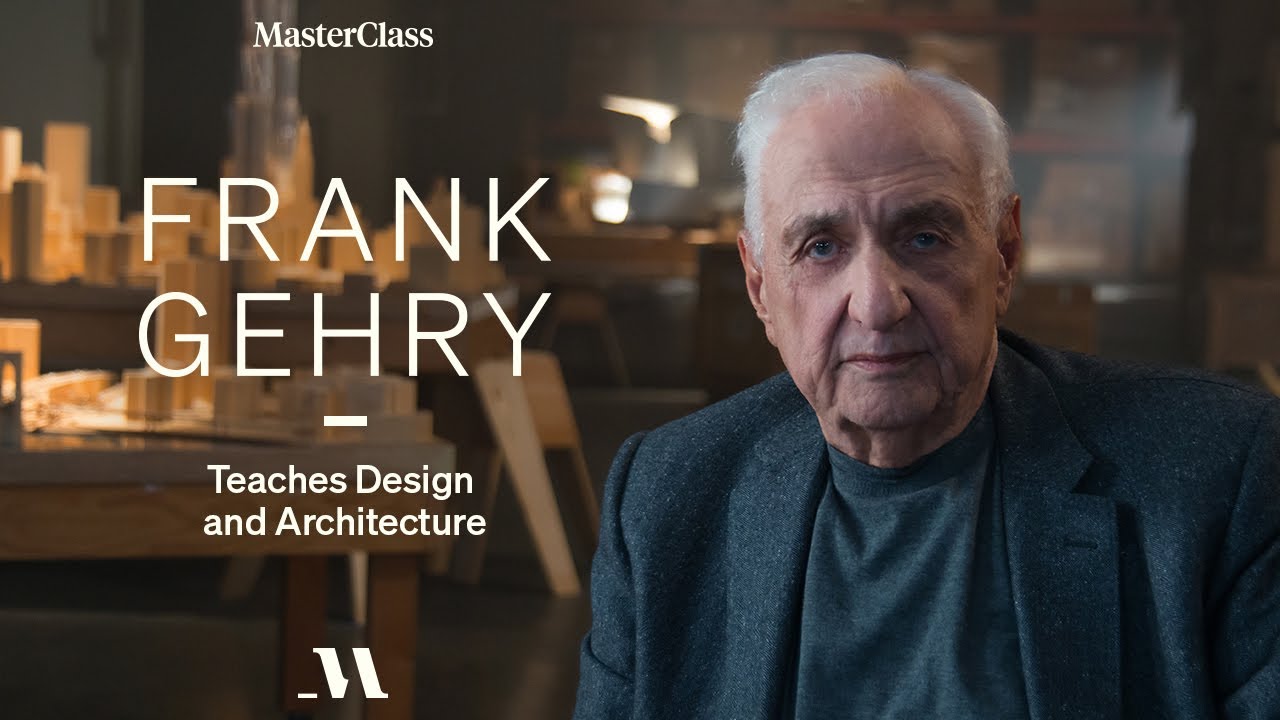 MasterClass
FRANK
GEHRY
Teaches Design
and Architecture